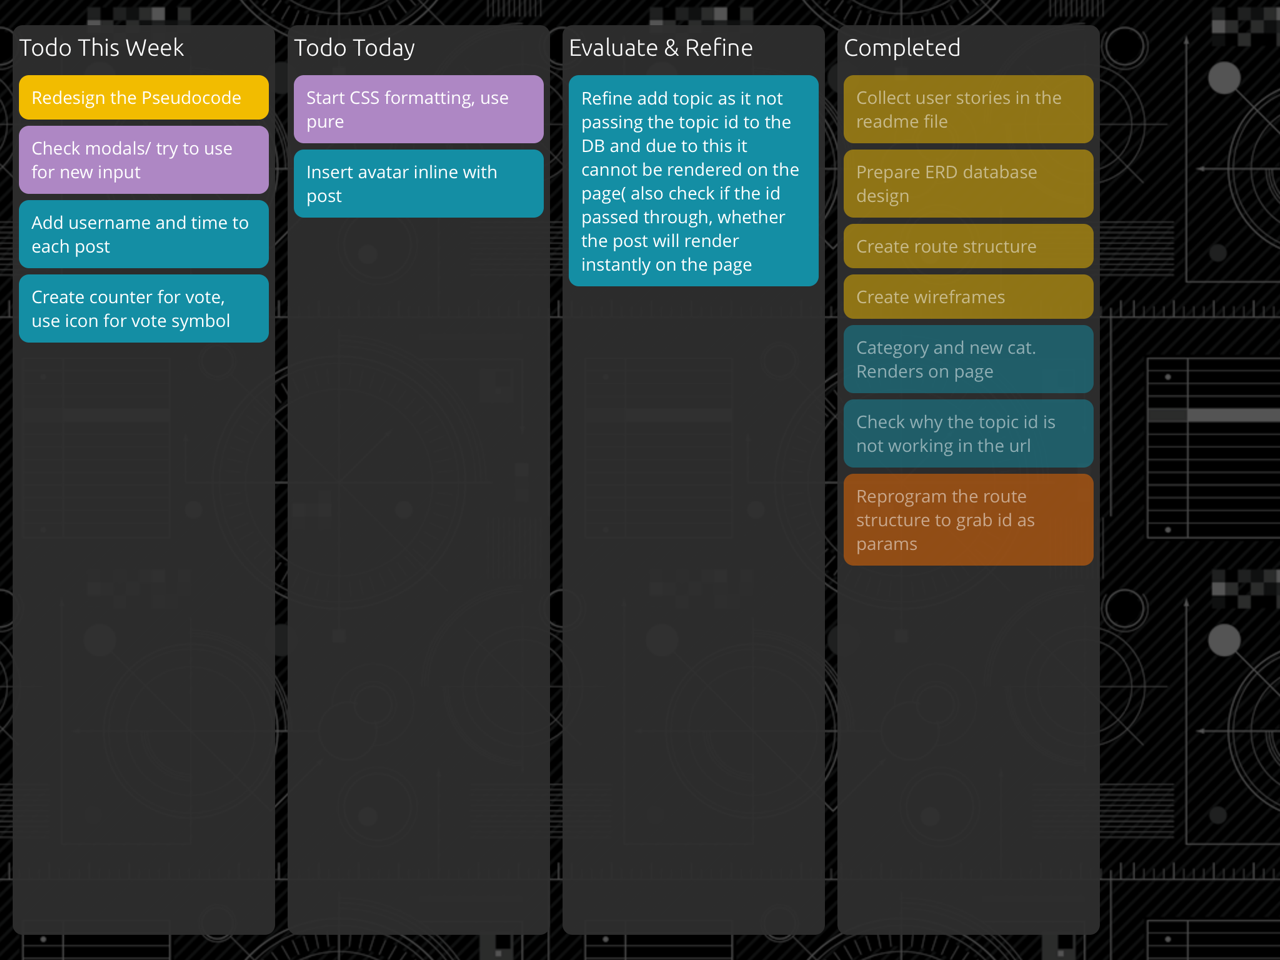 Todo This Week
Redesign the Pseudocode
Check modals/ try to use
for new input
Add username and time to
each post
Create counter for vote,
use icon for vote symbol
Todo Today
Start CSS formatting, use
pure
Insert avatar inline with
post
Evaluate & Refine
Refine add topic as it not
passing the topic id to the
DB and due to this it
cannot be rendered on the
page( also check if the id
passed through, whether
the post will render
instantly on the page
Completed
Collect user stories in the
readme file
Prepare ERD database
design
Create route structure
Create wireframes
Category and new cat.
Renders on page
Check why the topic id is
not working in the url
Reprogram the route
structure to grab id as
params